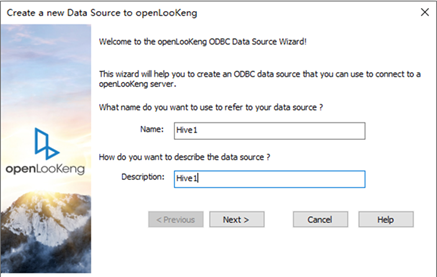 Create a new Data Source to openLooKeng
Welcome to the openLooKeng ODBC Data Source Wizard!
This wizard will help you to create an ODBC data source that you can use to connect to a
openLooKeng server.
What name do you want to use to refer to your data source ?
Name: Hive1
openLooKeng
How do you want to describe the data source ?
Description: Hive1
< Previous Next > Cancel Help